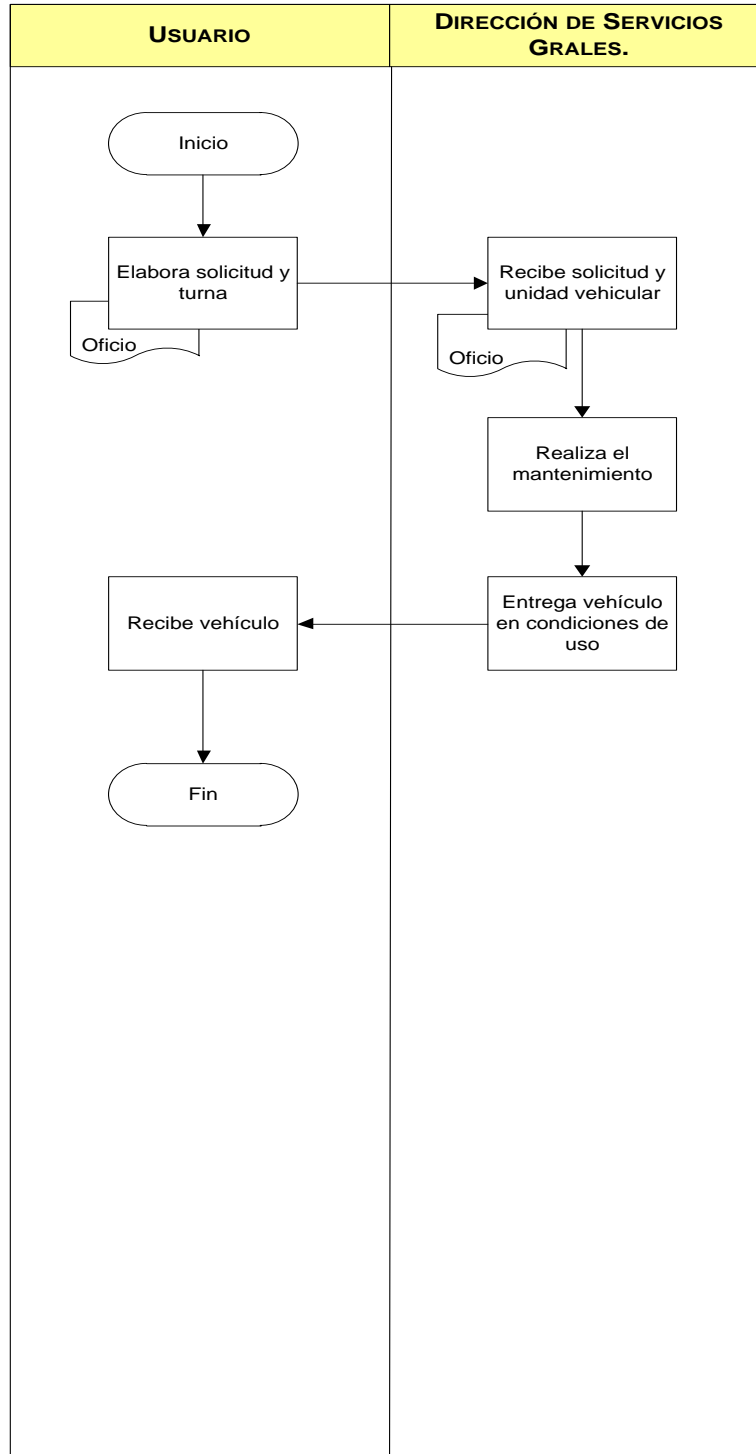 USUARIO
DIRECCIÓN DE SERVICIOS
GRALES.
Inicio
Elabora solicitud y
turna
Oficio
Recibe solicitud y
unidad vehicular
Oficio
Realiza el
mantenimiento
Entrega vehículo
en condiciones de
uso
Recibe vehículo
Fin